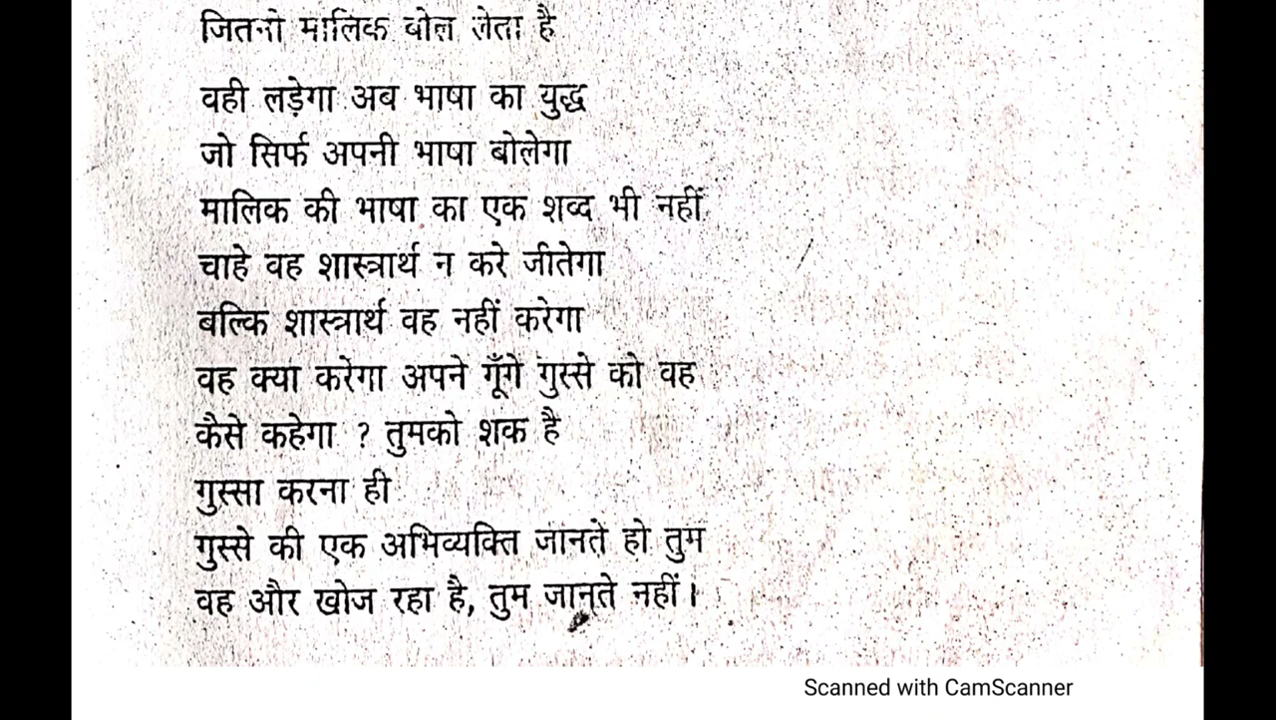 जितनी मालिक बोल लेता है
वही लड़ेगा अब भाषा का युद्ध
जो सिर्फ अपनी भाषा बोलेगा
मालिक की भाषा का एक शब्द भी नहीं
चाहे वह शास्त्रार्थ न करे जीतेगा
बल्कि शास्त्रार्थ वह नहीं करेगा
वह क्या करेगा अपने गूँगे गुस्से को वह
कैसे कहेगा ? तुमको शक है
गुस्सा करना ही
गुस्से की एक अभिव्यक्ति जानते हो तुम
वह और खोज रहा है, तुम जानते नहीं।
Scanned with CamScanner